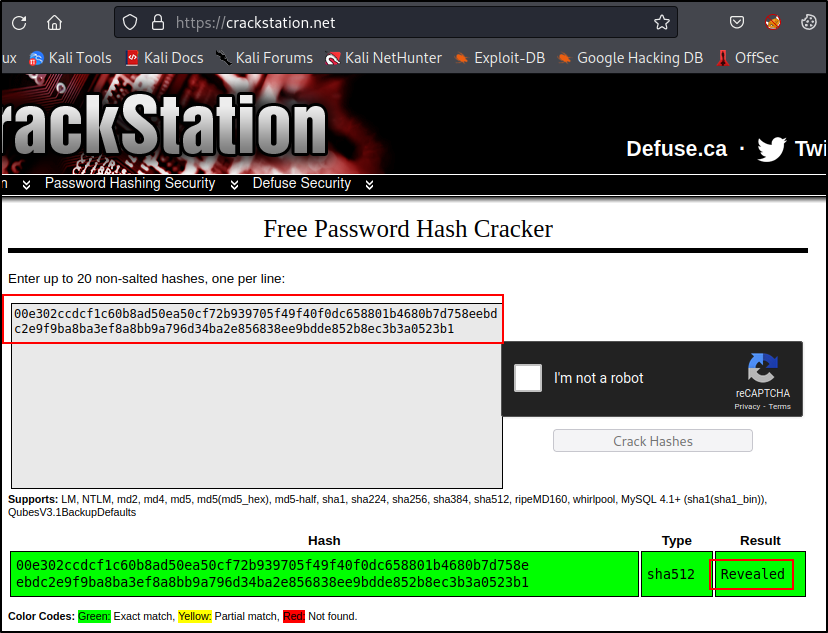 https://crackstation.net
ux Kali Tools Kali Docs Kali Forums Kali NetHunter Exploit-DB Google Hacking DB OffSec
rackStation
Defuse.ca · Twi
n Password Hashing Security Defuse Security
Free Password Hash Cracker
Enter up to 20 non-salted hashes, one per line:
00e302ccdcf1c60b8ad50ea50cf72b939705f49f40f0dc658801b4680b7d758eebd
c2e9f9ba8ba3ef8a8bb9a796d34ba2e856838ee9bdde852b8ec3b3a0523b1
I'm not a robot
reCAPTCHA
Privacy - Terms
Crack Hashes
Supports: LM, NTLM, md2, md4, md5, md5(md5_hex), md5-half, sha1, sha224, sha256, sha384, sha512, ripeMD160, whirlpool, MySQL 4.1+ (sha1(sha1_bin)),
QubesV3.1BackupDefaults
Hash Type Result
00e302ccdcf1c60b8ad50ea50cf72b939705f49f40f0dc658801b4680b7d758e
ebdc2e9f9ba8ba3ef8a8bb9a796d34ba2e856838ee9bdde852b8ec3b3a0523b1
sha512 Revealed
Color Codes: Green: Exact match, Yellow: Partial match, Red: Not found.